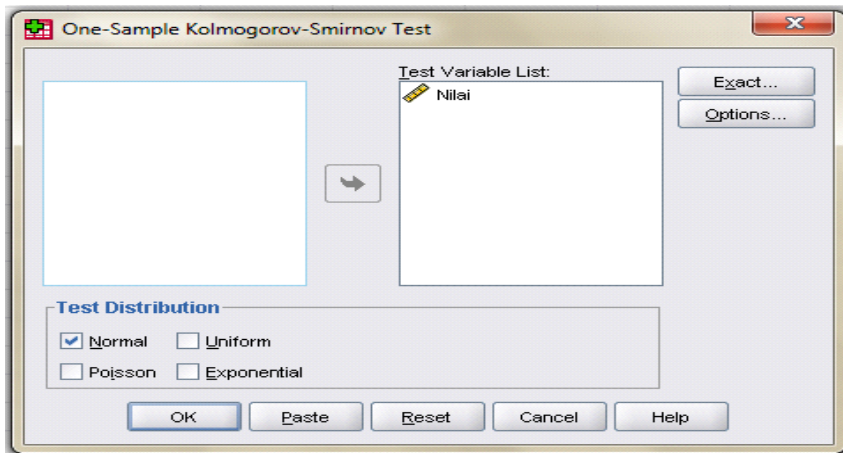 One-Sample Kolmogorov-Smirnov Test
Test Variable List:
Nilai
Exact...
Options...
Test Distribution
Normal
Uniform
Poisson
Exponential
OK
Paste
Reset
Cancel
Help